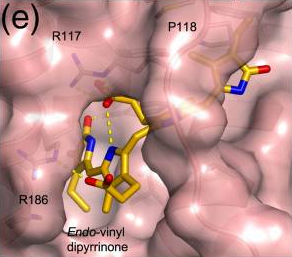 (e)
R117
P118
R186
Endo-vinyl
dipyrrinone